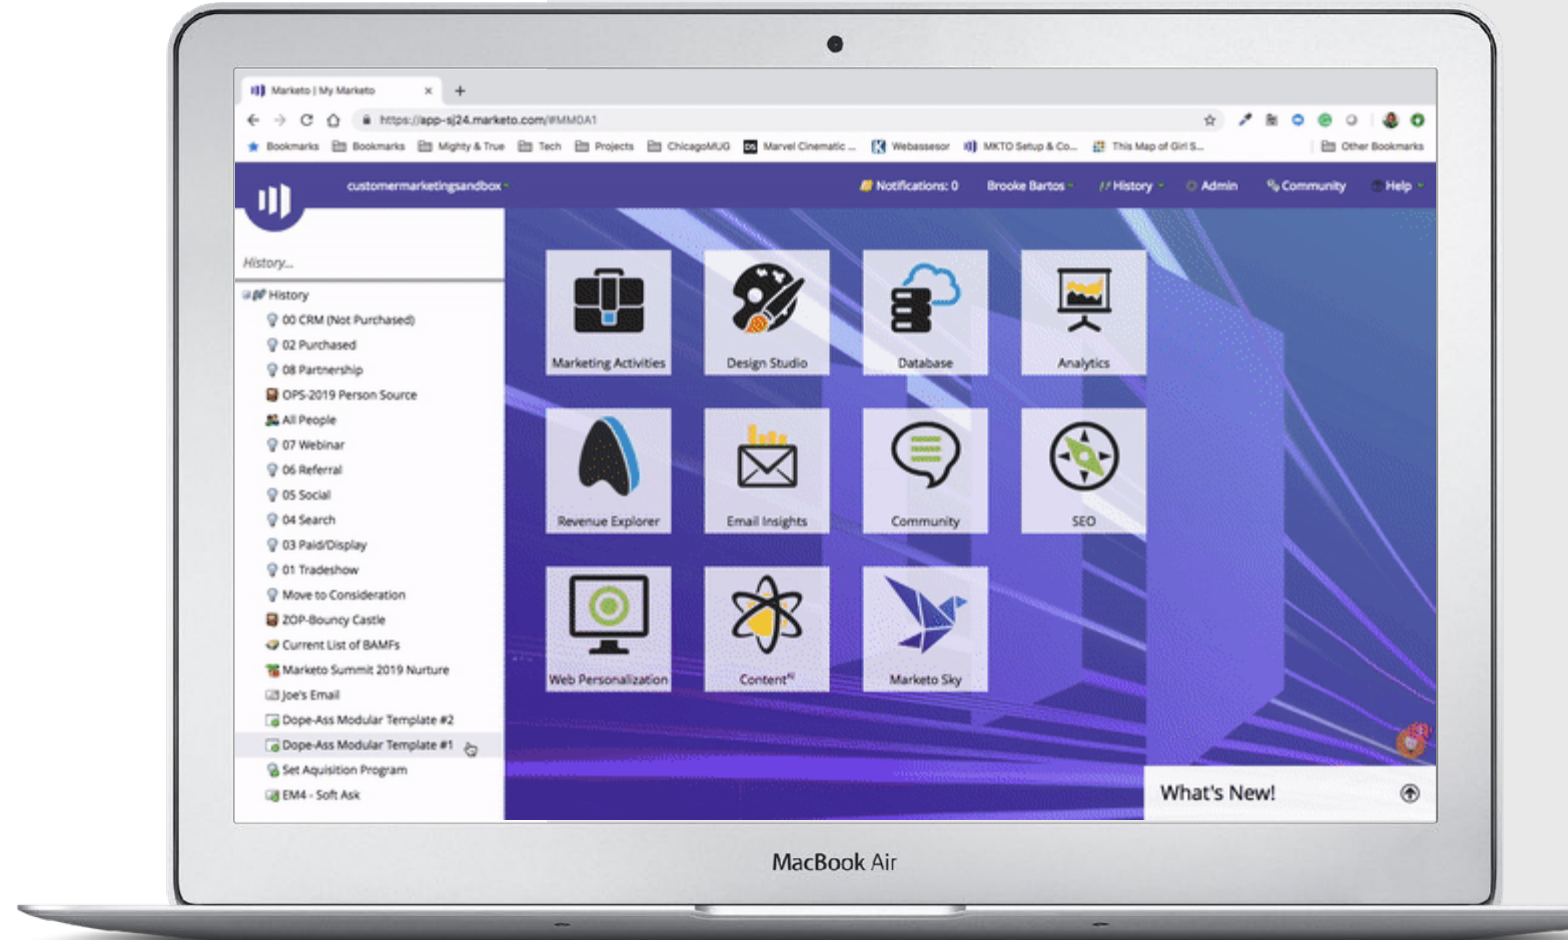 Marketo | My Marketo
https://app-sj24.marketo.com/#MM0A1
Bookmarks Bookmarks Mighty & True Tech Projects ChicagoMUG DS Marvel Cinematic ... Webassesor MKTO Setup & Co... This Map of Girl S... Other Bookmarks
customermarketingsandbox Notifications: 0 Brooke Bartos History Admin Community Help
History...
History
00 CRM (Not Purchased)
02 Purchased
08 Partnership
OPS-2019 Person Source
All People
07 Webinar
06 Referral
05 Social
04 Search
03 Paid/Display
01 Tradeshow
Move to Consideration
ZOP-Bouncy Castle
Current List of BAMFs
Marketo Summit 2019 Nurture
Joe's Email
Dope-Ass Modular Template #2
Dope-Ass Modular Template #1
Set Aquisition Program
EM4 - Soft Ask
Marketing Activities Design Studio Database Analytics
Revenue Explorer Email Insights Community SEO
Web Personalization ContentAI Marketo Sky
What's New!
MacBook Air